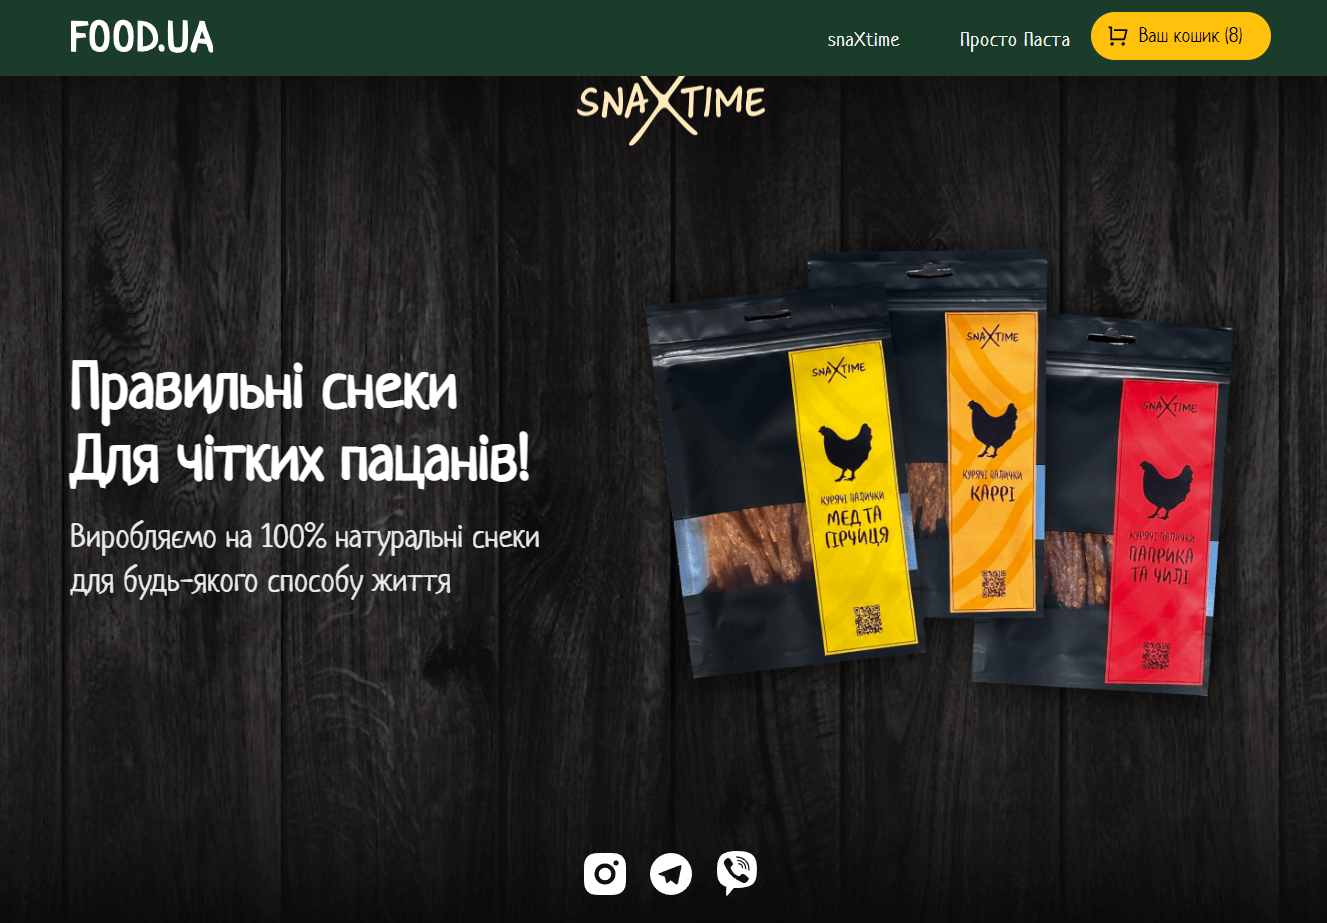 FOOD.UA
snaXtime
Просто Паста
Ваш кошик (8)
SNAXTIME
Правильні снеки
Для чітких пацанів!
Виробляємо на 100% натуральні снеки
для будь-якого способу життя
SNAXTIME
КУРЯЧІ ПАЛИЧКИ
МЕД ТА
ГІРЧИЦЯ
SNAXTIME
КУРЯЧІ ПАЛИЧКИ
КАРРІ
SNAXTIME
КУРЯЧІ ПАЛИЧКИ
ПАПРИКА
ТА ЧИЛІ